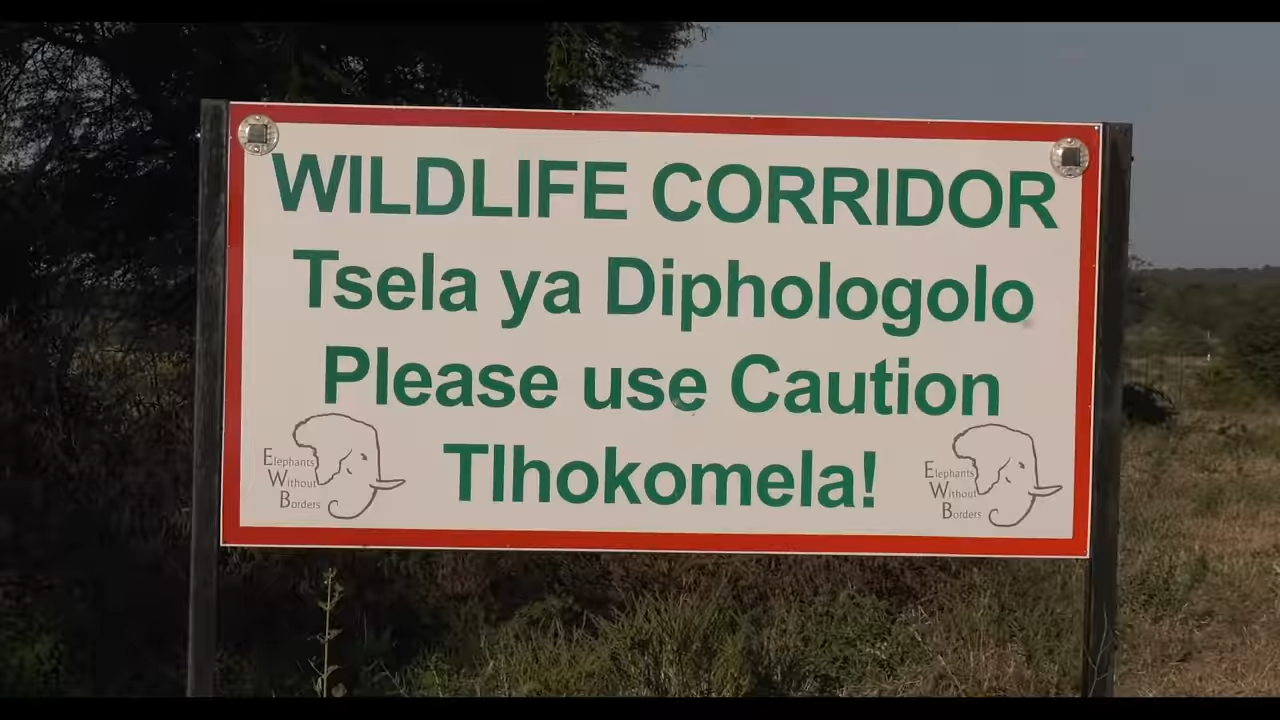 WILDLIFE CORRIDOR
Tsela ya Diphologolo
Please use Caution
Tlhokomela!
Elephants
Without
Borders
Elephants
Without
Borders